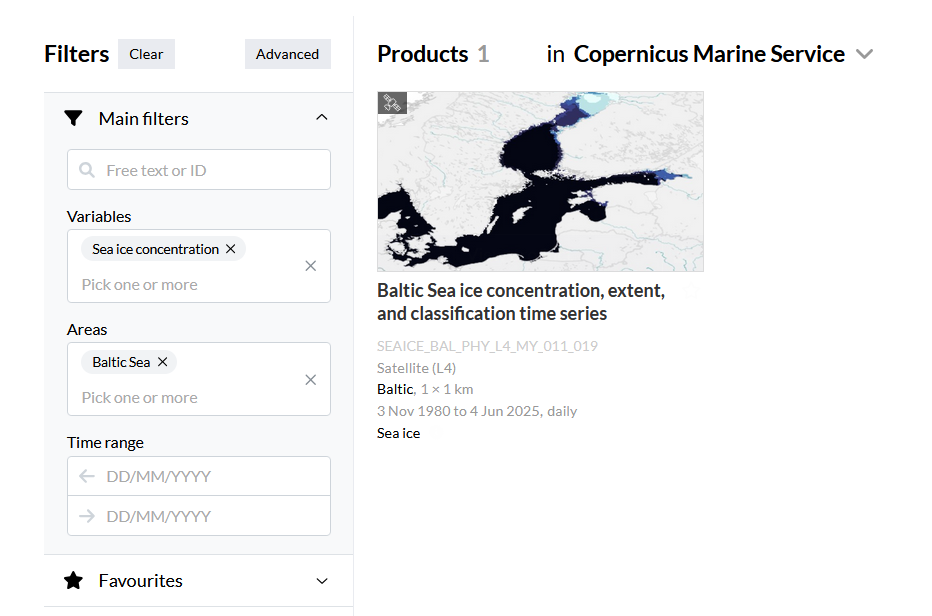 Filters
Clear
Advanced
Main filters
Free text or ID
Variables
Sea ice concentration
Pick one or more
Areas
Baltic Sea
Pick one or more
Time range
DD/MM/YYYY
DD/MM/YYYY
Favourites
Products 1
in Copernicus Marine Service
Baltic Sea ice concentration, extent,
and classification time series
SEAICE_BAL_PHY_L4_MY_011_019
Satellite (L4)
Baltic, 1 × 1 km
3 Nov 1980 to 4 Jun 2025, daily
Sea ice